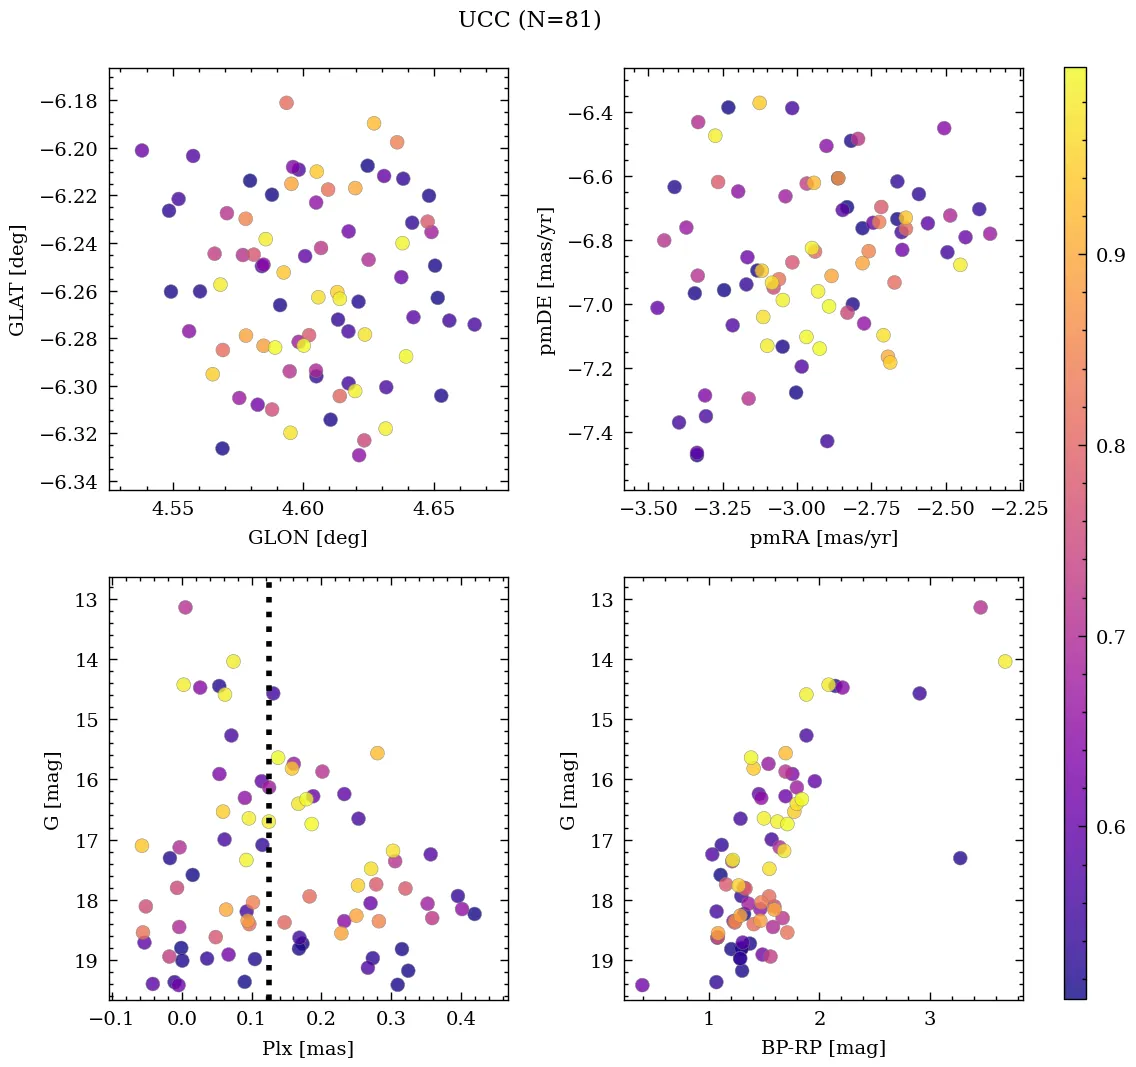 UCC (N=81)
−6.18
−6.20
−6.22
−6.24
−6.26
−6.28
−6.30
−6.32
−6.34
GLAT [deg]
4.55 4.60 4.65
GLON [deg]
−6.4
−6.6
−6.8
−7.0
−7.2
−7.4
pmDE [mas/yr]
−3.50 −3.25 −3.00 −2.75 −2.50 −2.25
pmRA [mas/yr]
13
14
15
16
17
18
19
G [mag]
−0.1 0.0 0.1 0.2 0.3 0.4
Plx [mas]
13
14
15
16
17
18
19
G [mag]
1 2 3
BP-RP [mag]
0.9
0.8
0.7
0.6